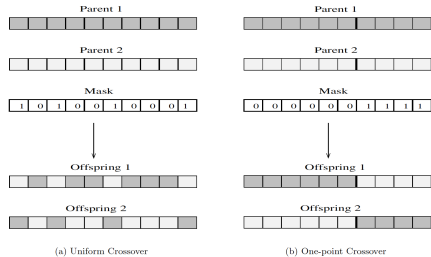 Parent 1
Parent 2
Mask
1 0 1 0 0 1 0 0 0 1
Offspring 1
Offspring 2
(a) Uniform Crossover
Parent 1
Parent 2
Mask
0 0 0 0 0 0 1 1 1 1
Offspring 1
Offspring 2
(b) One-point Crossover